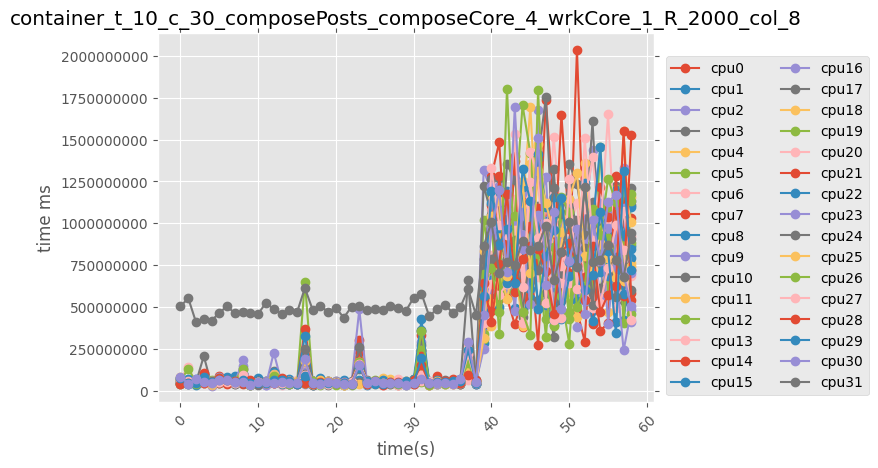 container_t_10_c_30_composePosts_composeCore_4_wrkCore_1_R_2000_col_8
2000000000
1750000000
1500000000
1250000000
1000000000
750000000
500000000
250000000
0
time ms
0
10
20
30
40
50
60
time(s)
cpu0
cpu1
cpu2
cpu3
cpu4
cpu5
cpu6
cpu7
cpu8
cpu9
cpu10
cpu11
cpu12
cpu13
cpu14
cpu15
cpu16
cpu17
cpu18
cpu19
cpu20
cpu21
cpu22
cpu23
cpu24
cpu25
cpu26
cpu27
cpu28
cpu29
cpu30
cpu31